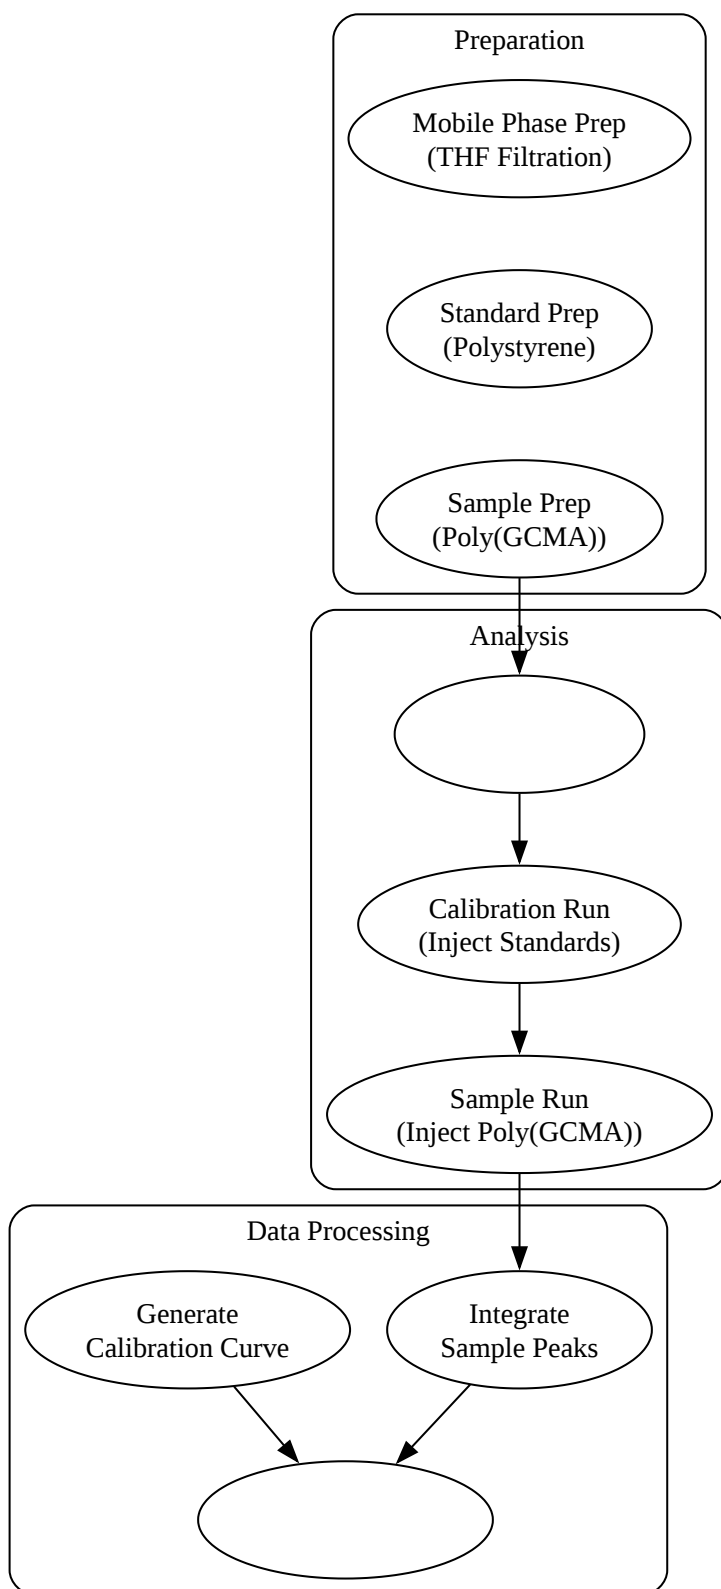 Preparation
Mobile Phase Prep
(THF Filtration)
Standard Prep
(Polystyrene)
Sample Prep
(Poly(GCMA))
Analysis
Calibration Run
(Inject Standards)
Sample Run
(Inject Poly(GCMA))
Data Processing
Generate
Calibration Curve
Integrate
Sample Peaks